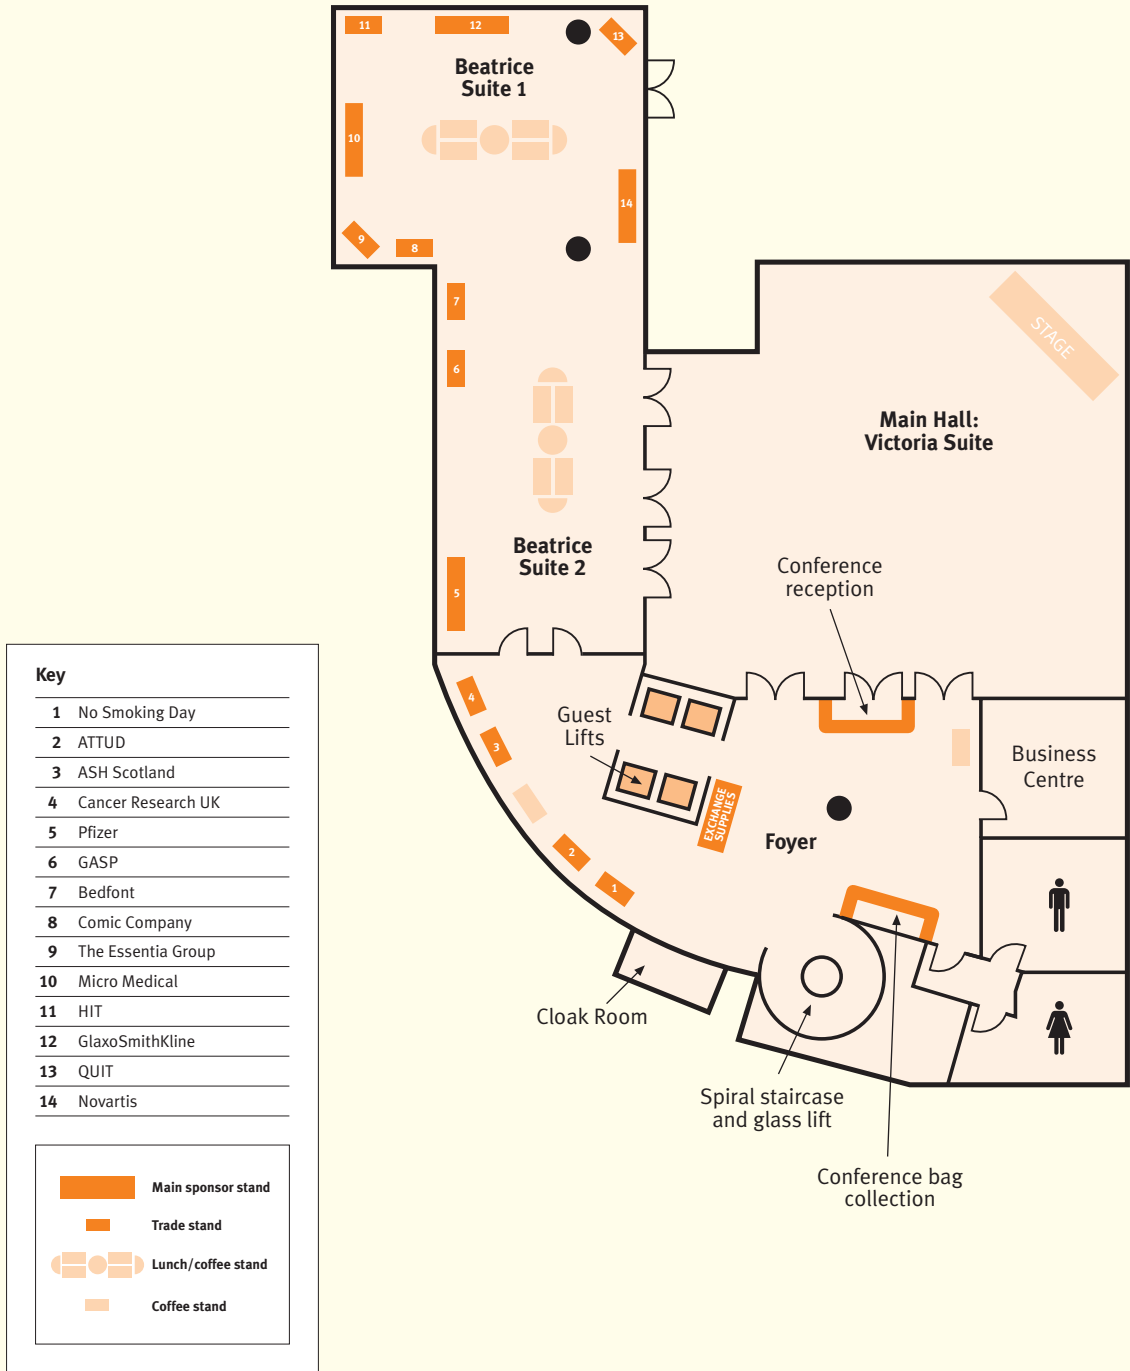 11
12
13
Beatrice
Suite 1
10
14
9
8
7
6
STAGE
Main Hall:
Victoria Suite
Beatrice
Suite 2
5
Conference
reception
4
3
Guest
Lifts
EXCHANGE
SUPPLIES
Business
Centre
Foyer
2
1
Cloak Room
Spiral staircase
and glass lift
Conference bag
collection
Key
1 No Smoking Day
2 ATTUD
3 ASH Scotland
4 Cancer Research UK
5 Pfizer
6 GASP
7 Bedfont
8 Comic Company
9 The Essentia Group
10 Micro Medical
11 HIT
12 GlaxoSmithKline
13 QUIT
14 Novartis
Main sponsor stand
Trade stand
Lunch/coffee stand
Coffee stand